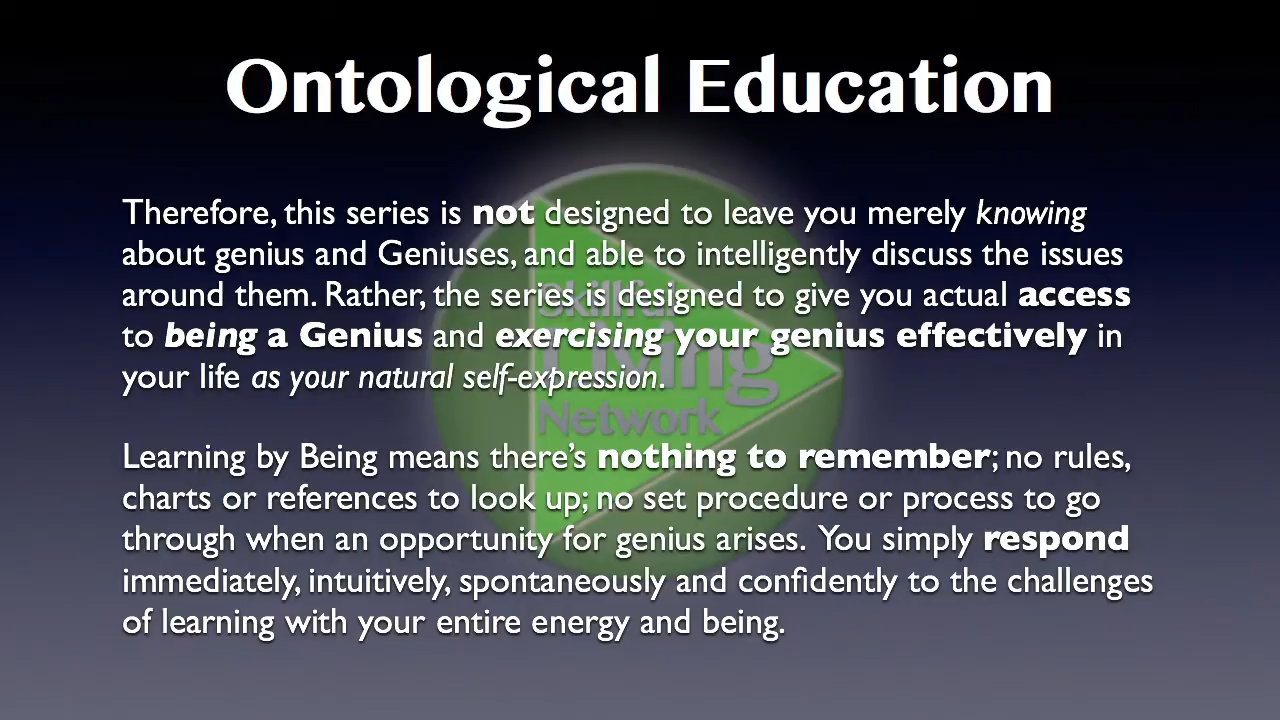 Ontological Education
Therefore, this series is not designed to leave you merely knowing
about genius and Geniuses, and able to intelligently discuss the issues
around them. Rather, the series is designed to give you actual access
to being a Genius and exercising your genius effectively in
your life as your natural self-expression.
Learning by Being means there's nothing to remember; no rules,
charts or references to look up; no set procedure or process to go
through when an opportunity for genius arises. You simply respond
immediately, intuitively, spontaneously and confidently to the challenges
of learning with your entire energy and being.
Skillful
Living
Network